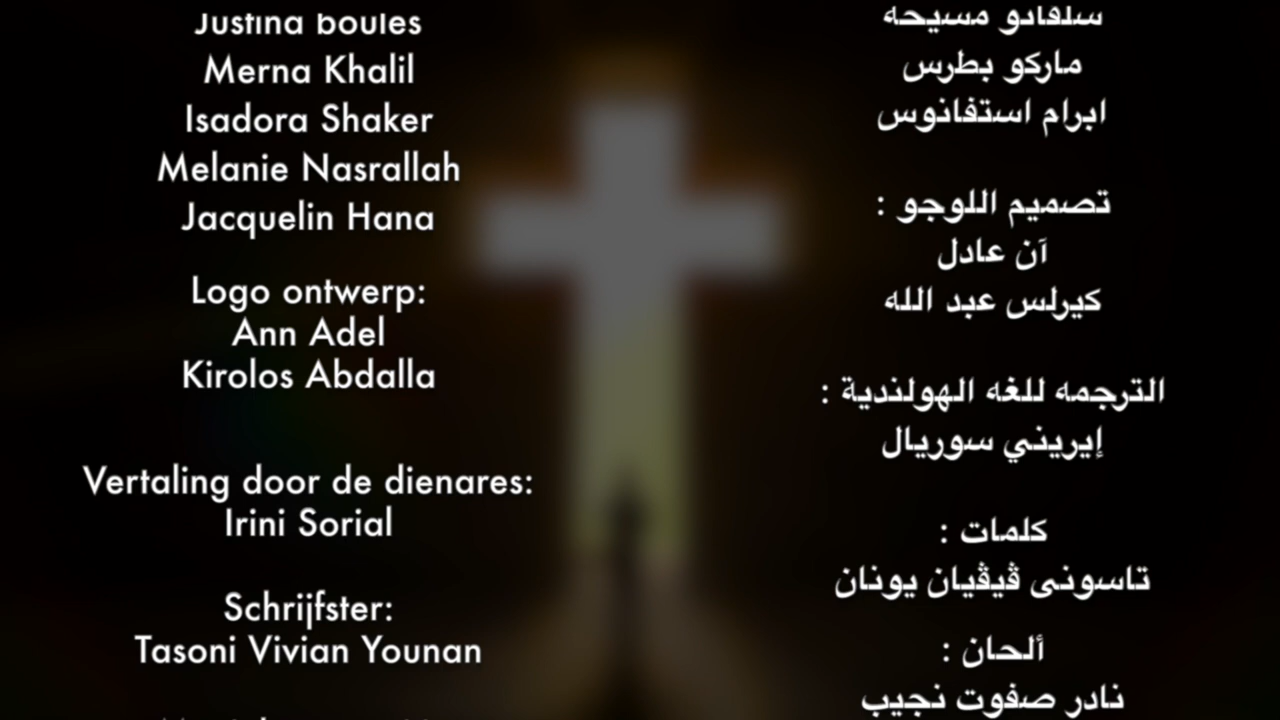 Justina boules
Merna Khalil
Isadora Shaker
Melanie Nasrallah
Jacquelin Hana
Logo ontwerp:
Ann Adel
Kirolos Abdalla
Vertaling door de dienares:
Irini Sorial
Schrijfster:
Tasoni Vivian Younan
مسيحه
ماركو بطرس
ابرام استفانوس
تصميم اللوجو :
آن عادل
كيرلس عبد الله
الترجمه للغه الهولندية :
إيريني سوريال
كلمات :
تاسونى ڤيڤيان يونان
ألحان :
نادر صفوت نجيب